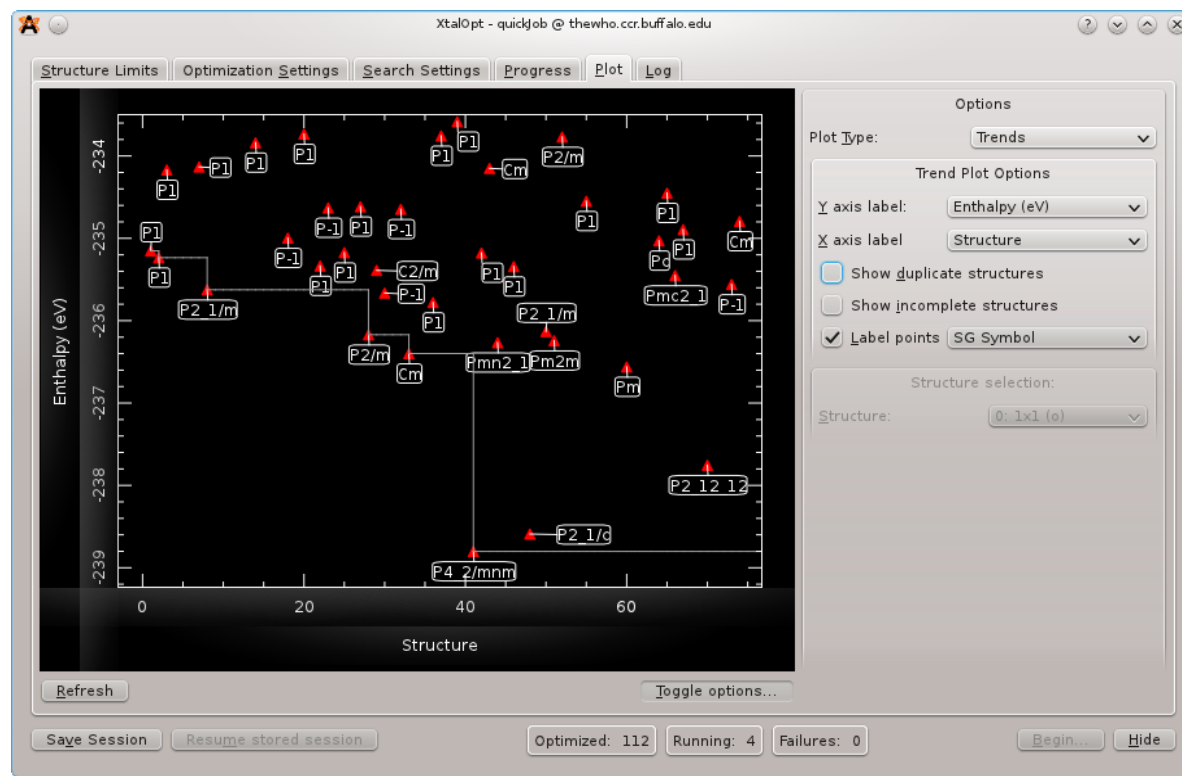 XtalOpt - quickJob @ thewho.ccr.buffalo.edu
Structure Limits
Optimization Settings
Search Settings
Progress
Plot
Log
Options
Plot Type:
Trends
Trend Plot Options
Y axis label:
Enthalpy (eV)
X axis label
Structure
Show duplicate structures
Show incomplete structures
Label points
SG Symbol
Structure selection:
Structure:
0: 1x1 (o)
Enthalpy (eV)
-234
-235
-236
-237
-238
-239
P1
P1
P1
P1
P1
P1
P1
P1
P1
Cm
P2/m
P-1
P1
P-1
P1
P1
Cm
P-1
P1
P1
C2/m
P-1
P1
P1
P1
Pc
P1
Pmc2_1
P-1
P2_1/m
P2_1/m
P2/m
Cm
Pmn2_1
Pm2m
Pm
P2_12_12
P2_1/c
P4_2/mnm
0
20
40
60
Structure
Refresh
Toggle options...
Save Session
Resume stored session
Optimized: 112
Running: 4
Failures: 0
Begin...
Hide